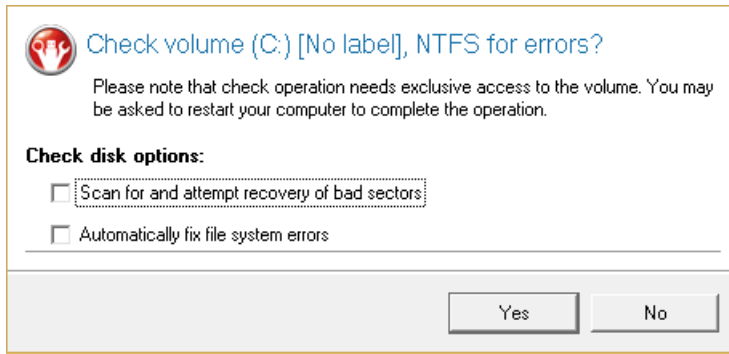 Check volume (C:) [No label], NTFS for errors?
Please note that check operation needs exclusive access to the volume. You may
be asked to restart your computer to complete the operation.
Check disk options:
Scan for and attempt recovery of bad sectors
Automatically fix file system errors
Yes No